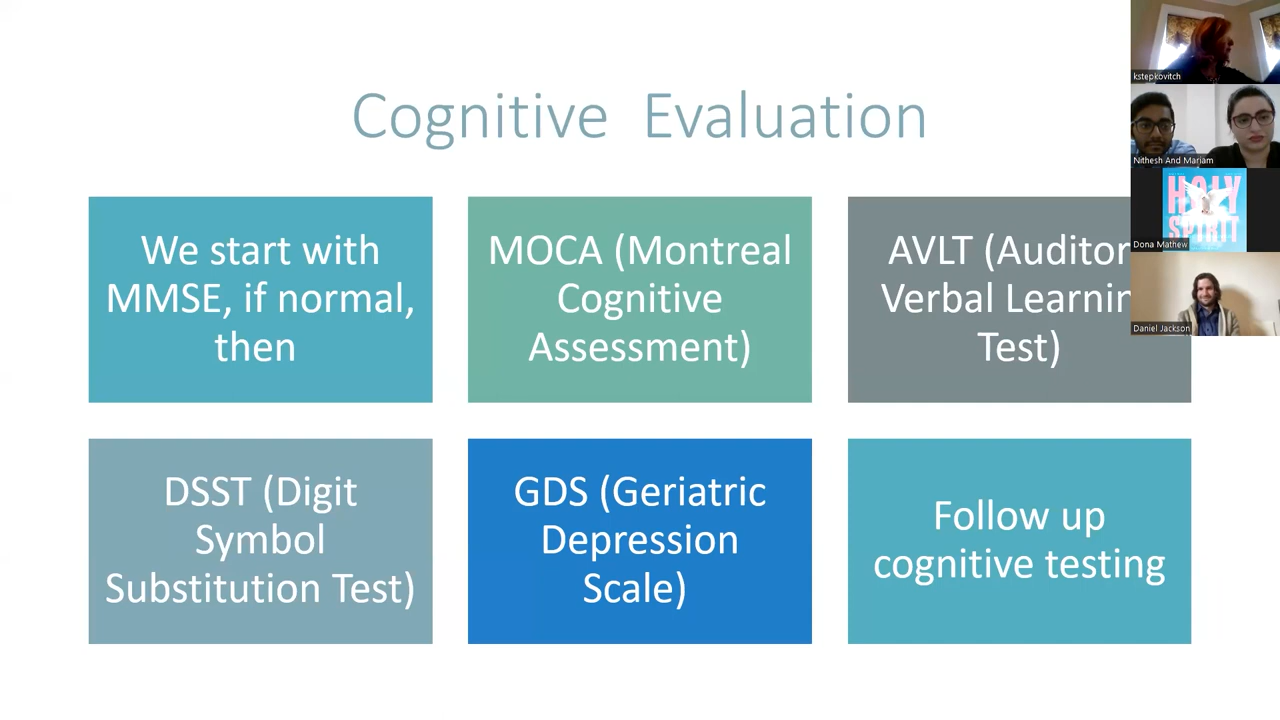 Cognitive Evaluation
We start with
MMSE, if normal,
then
MOCA (Montreal
Cognitive
Assessment)
AVLT (Auditor
Verbal Learnin
Test)
DSST (Digit
Symbol
Substitution Test)
GDS (Geriatric
Depression
Scale)
Follow up
cognitive testing
kstepkovitch
Nithesh And Mariam
HOLY
SPIRIT
Dona Mathew
Daniel Jackson